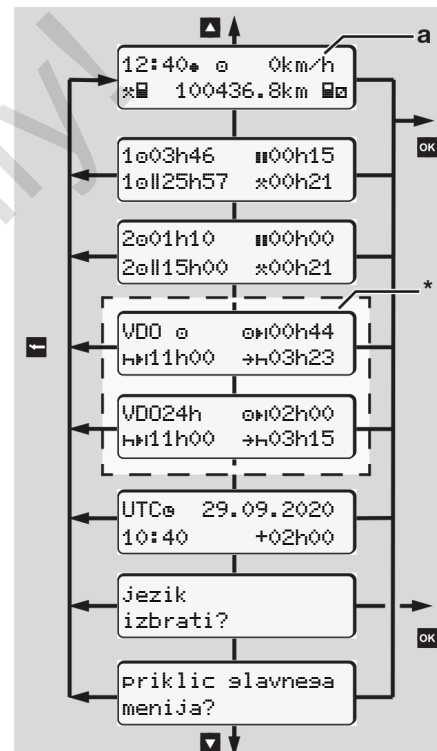 a
12:40 0km/h
100436.8km
OK
1 03h46 00h15
1 25h57 00h21
2 01h10 00h00
2 15h00 00h21
*
VDO 00h44
11h00 03h23
VDO24h 02h00
11h00 03h15
UTC 29.09.2020
10:40 +02h00
jezik
izbrati?
OK
priklic glavnega
menija?